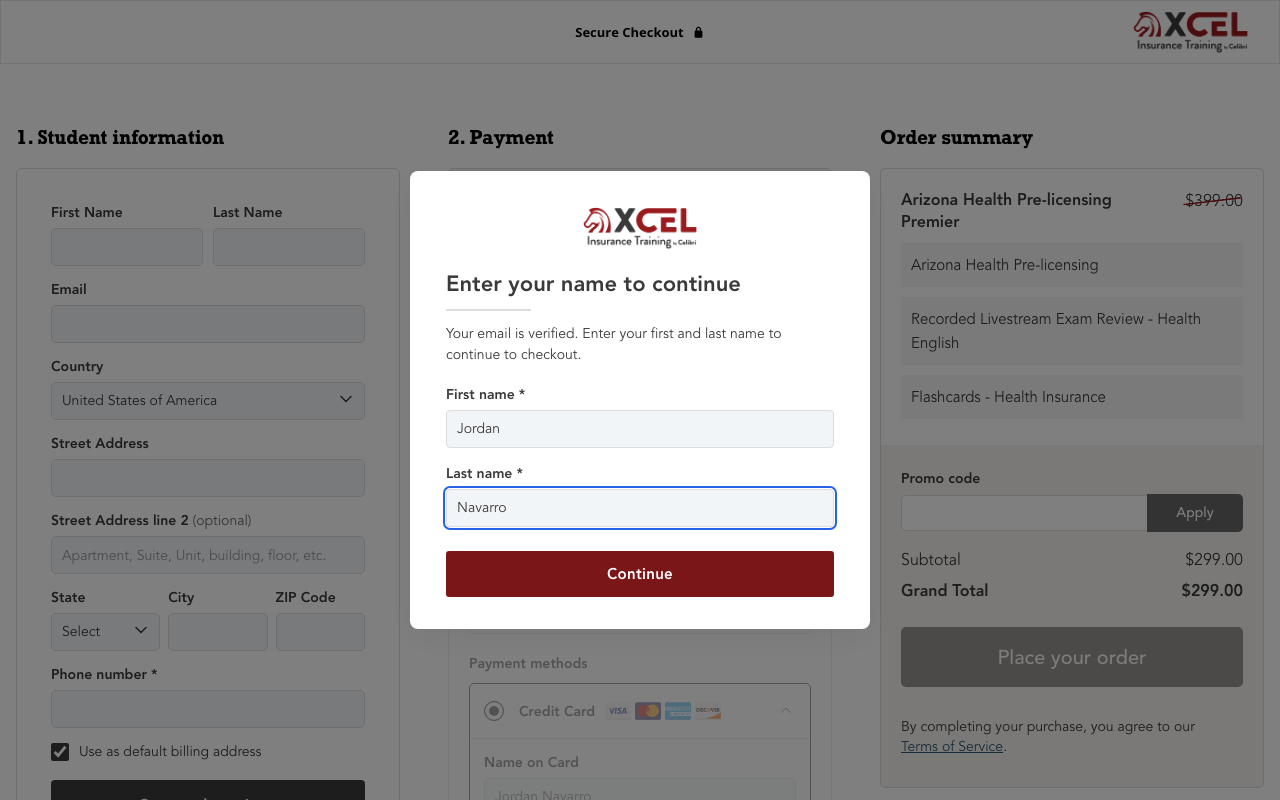 Secure Checkout
XCEL
Insurance Training by Calibri
1. Student information
First Name
Last Name
Email
Country
United States of America
Street Address
Street Address line 2 (optional)
Apartment, Suite, Unit, building, floor, etc.
State
City
ZIP Code
Select
Phone number *
Use as default billing address
2. Payment
XCEL
Insurance Training by Calibri
Enter your name to continue
Your email is verified. Enter your first and last name to
continue to checkout.
First name *
Jordan
Last name *
Navarro
Continue
Payment methods
Credit Card
VISA
DISCOVER
Name on Card
Jordan Navarro
Order summary
Arizona Health Pre-licensing
Premier
$399.00
Arizona Health Pre-licensing
Recorded Livestream Exam Review - Health
English
Flashcards - Health Insurance
Promo code
Apply
Subtotal
$299.00
Grand Total
$299.00
Place your order
By completing your purchase, you agree to our
Terms of Service.